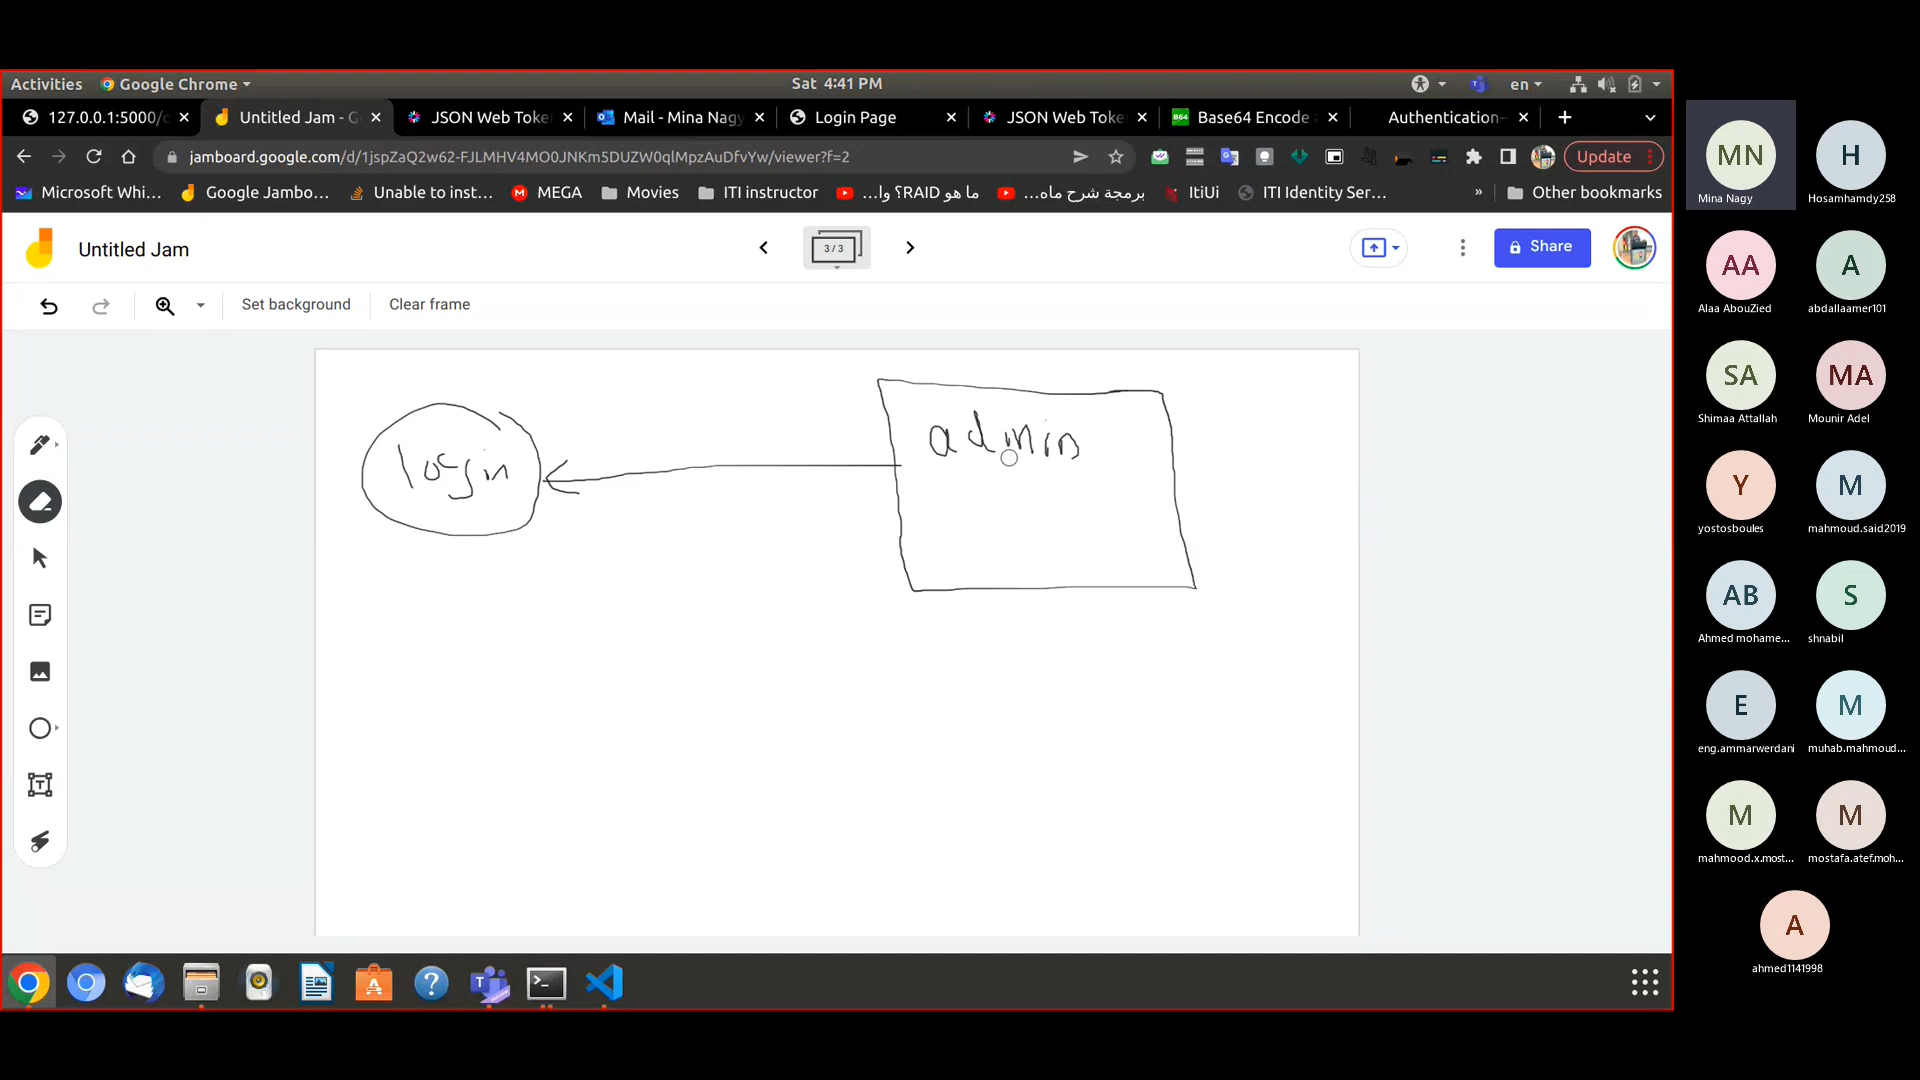 Activities
Google Chrome
Sat 4:41 PM
en
127.0.0.1:5000/c
Untitled Jam - G
JSON Web Toke
Mail - Mina Nagy
Login Page
JSON Web Toke
B64
Base64 Encode a
Authentication-
jamboard.google.com/d/1jspZaQ2w62-FJLMHV4MO0JNKm5DUZW0qlMpzAuDfvYw/viewer?f=2
Update
Microsoft Whi...
Google Jambo...
Unable to inst...
MEGA
Movies
ITI instructor
ما هو RAID؟ وا...
برمجة شرح ماه...
ItiUi
ITI Identity Ser...
»
Other bookmarks
Untitled Jam
3 / 3
Share
Set background
Clear frame
login
admin
MN
Mina Nagy
H
Hosamhamdy258
AA
Alaa AbouZied
A
abdallaamer101
SA
Shimaa Attallah
MA
Mounir Adel
Y
yostosboules
M
mahmoud.said2019
AB
Ahmed mohame...
S
shnabil
E
eng.ammarwerdani
M
muhab.mahmoud...
M
mahmood.x.most...
M
mostafa.atef.moh...
A
ahmed1141998